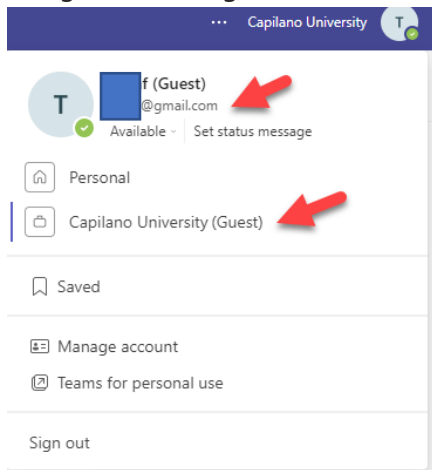 ... Capilano University T
T
f (Guest)
@gmail.com
Available Set status message
Personal
Capilano University (Guest)
Saved
Manage account
Teams for personal use
Sign out